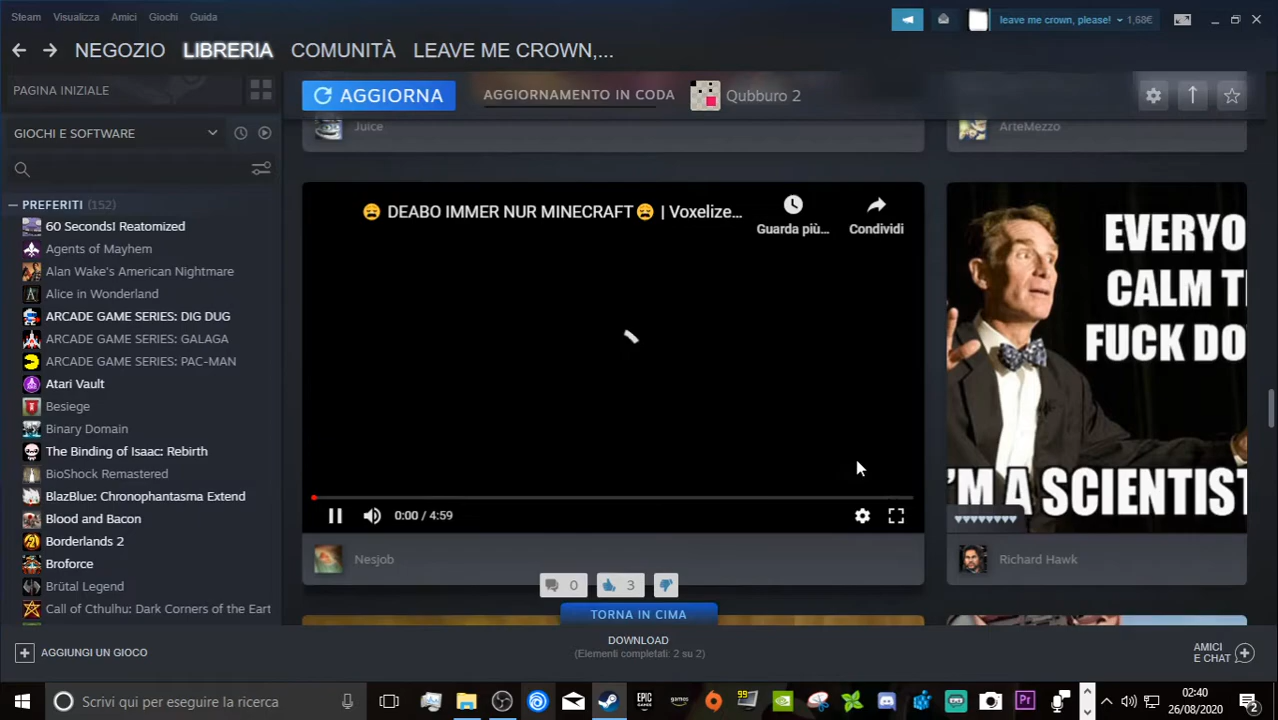 Steam Visualizza Amici Giochi Guida
leave me crown, please! 1,68€
NEGOZIO LIBRERIA COMUNITÀ LEAVE ME CROWN,...
PAGINA INIZIALE
AGGIORNA AGGIORNAMENTO IN CODA Qubburo 2
GIOCHI E SOFTWARE
Juice
ArteMezzo
PREFERITI (152)
60 Seconds! Reatomized
Agents of Mayhem
Alan Wake's American Nightmare
Alice in Wonderland
ARCADE GAME SERIES: DIG DUG
ARCADE GAME SERIES: GALAGA
ARCADE GAME SERIES: PAC-MAN
Atari Vault
Besiege
Binary Domain
The Binding of Isaac: Rebirth
BioShock Remastered
BlazBlue: Chronophantasma Extend
Blood and Bacon
Borderlands 2
Broforce
Brütal Legend
Call of Cthulhu: Dark Corners of the Eart
😩 DEABO IMMER NUR MINECRAFT 😩 | Voxelize...
Guarda più...
Condividi
0:00 / 4:59
Nesjob
EVERYO
CALM T
FUCK DO
'M A SCIENTIST
♥♥♥♥♥♥♥♥♥
Richard Hawk
0 3
TORNA IN CIMA
AGGIUNGI UN GIOCO
DOWNLOAD
(Elementi completati: 2 su 2)
AMICI
E CHAT
Scrivi qui per eseguire la ricerca
EPIC
GAMES
games
99
Pr
02:40
26/08/2020
2